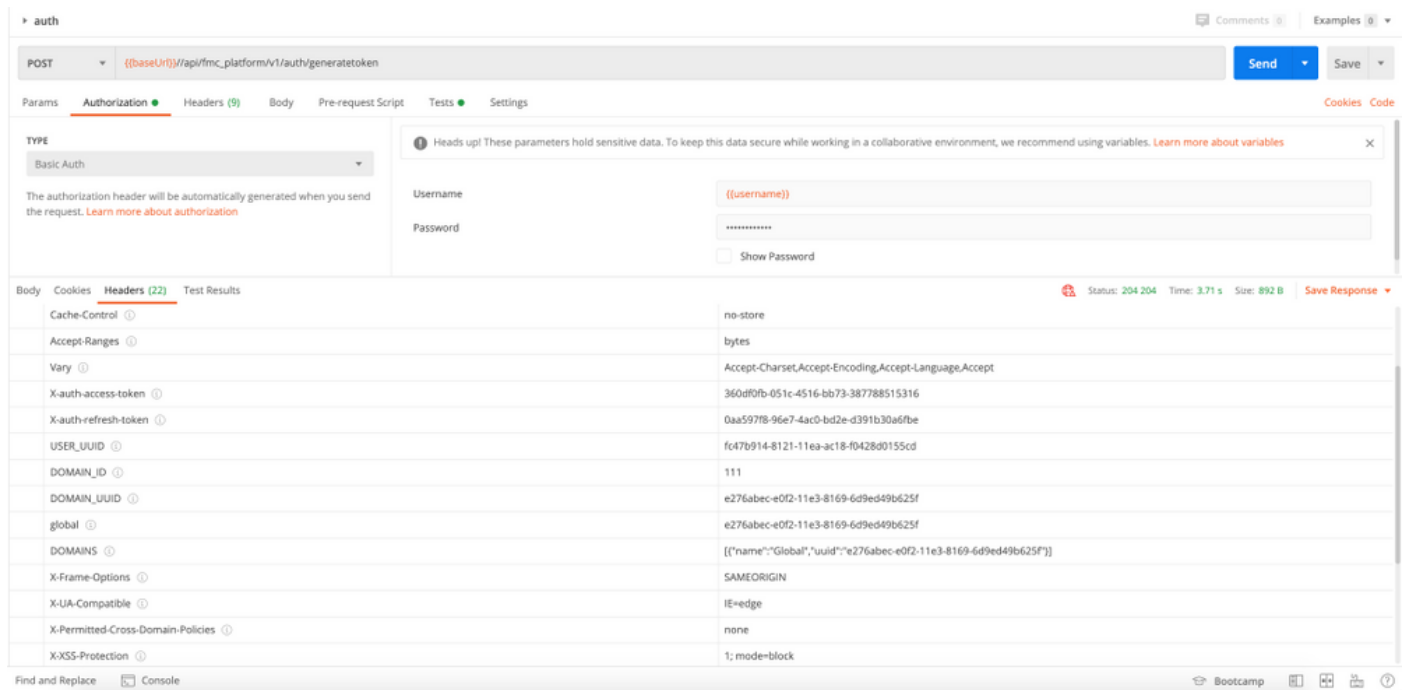 auth
Comments 0 Examples 0
POST {{baseUrl}}//api/fmc_platform/v1/auth/generatetoken Send Save
Params Authorization Headers (9) Body Pre-request Script Tests Settings Cookies Code
TYPE
Basic Auth
The authorization header will be automatically generated when you send
the request. Learn more about authorization
Heads up! These parameters hold sensitive data. To keep this data secure while working in a collaborative environment, we recommend using variables. Learn more about variables
Username {{username}}
Password ••••••••••••
Show Password
Body Cookies Headers (22) Test Results Status: 204 204 Time: 3.71 s Size: 892 B Save Response
Cache-Control no-store
Accept-Ranges bytes
Vary Accept-Charset,Accept-Encoding,Accept-Language,Accept
X-auth-access-token 360df0fb-051c-4516-bb73-387788515316
X-auth-refresh-token 0aa597f8-96e7-4ac0-bd2e-d391b30a6fbe
USER_UUID fc47b914-8121-11ea-ac18-f0428d0155cd
DOMAIN_ID 111
DOMAIN_UUID e276abec-e0f2-11e3-8169-6d9ed49b625f
global e276abec-e0f2-11e3-8169-6d9ed49b625f
DOMAINS [{"name":"Global","uuid":"e276abec-e0f2-11e3-8169-6d9ed49b625f"}]
X-Frame-Options SAMEORIGIN
X-UA-Compatible IE=edge
X-Permitted-Cross-Domain-Policies none
X-XSS-Protection 1; mode=block
Find and Replace Console Bootcamp